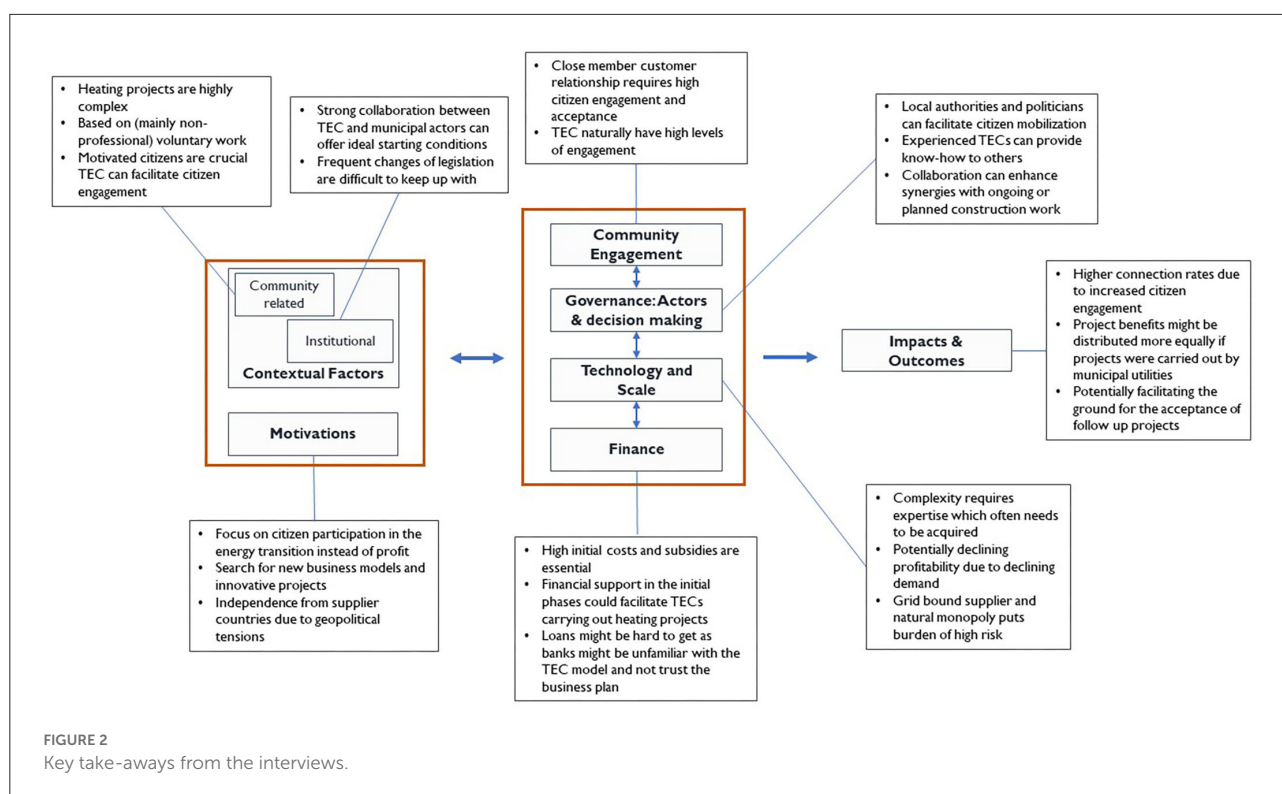 • Heating projects are highly
complex
• Based on (mainly non-
professional) voluntary work
• Motivated citizens are crucial
TEC can facilitate citizen
engagement
• Strong collaboration between
TEC and municipal actors can
offer ideal starting conditions
• Frequent changes of legislation
are difficult to keep up with
• Close member customer
relationship requires high
citizen engagement and
acceptance
• TEC naturally have high levels
of engagement
• Local authorities and politicians
can facilitate citizen mobilization
• Experienced TECs can provide
know-how to others
• Collaboration can enhance
synergies with ongoing or
planned construction work
Community
related
Institutional
Contextual Factors
Motivations
Community
Engagement
Governance: Actors
& decision making
Technology and
Scale
Finance
Impacts &
Outcomes
• Higher connection rates due
to increased citizen
engagement
• Project benefits might be
distributed more equally if
projects were carried out by
municipal utilities
• Potentially facilitating the
ground for the acceptance of
follow up projects
• Focus on citizen participation in the
energy transition instead of profit
• Search for new business models and
innovative projects
• Independence from supplier
countries due to geopolitical
tensions
• High initial costs and subsidies are
essential
• Financial support in the initial
phases could facilitate TECs
carrying out heating projects
• Loans might be hard to get as
banks might be unfamiliar with the
TEC model and not trust the
business plan
• Complexity requires
expertise which often needs
to be acquired
• Potentially declining
profitability due to declining
demand
• Grid bound supplier and
natural monopoly puts
burden of high risk
FIGURE 2
Key take-aways from the interviews.